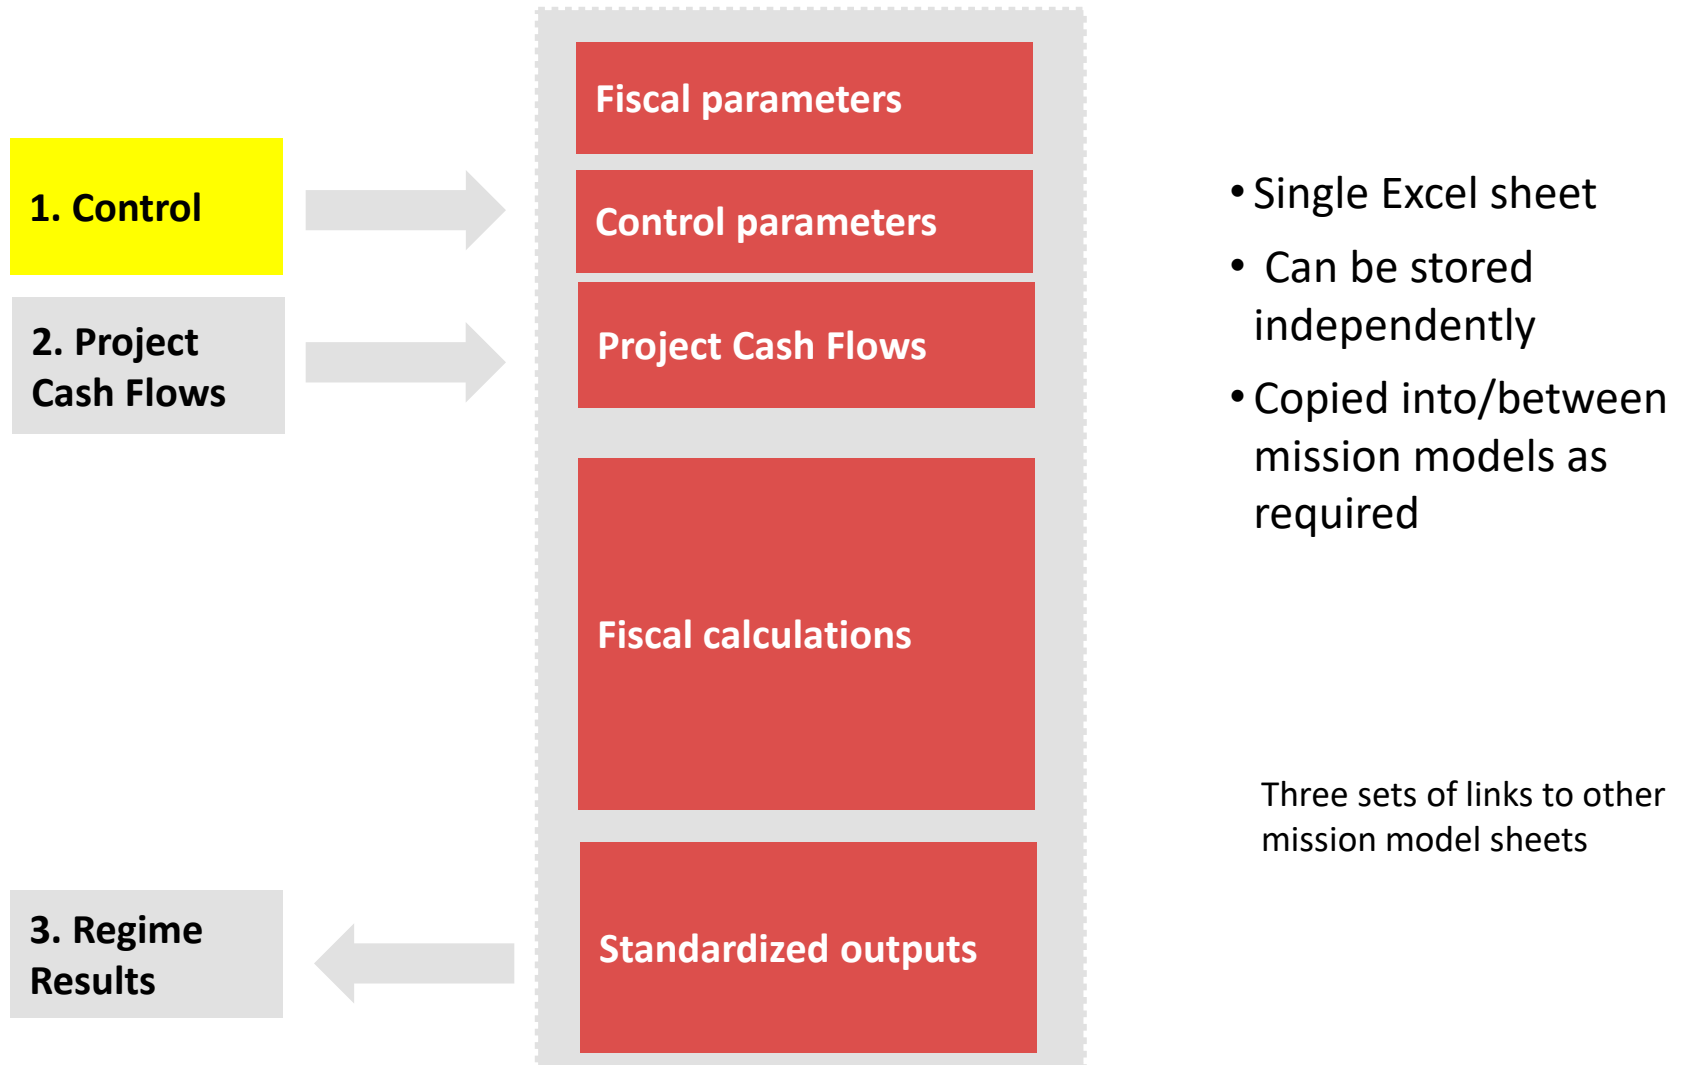 1. Control
2. Project
Cash Flows
3. Regime
Results
Fiscal parameters
Control parameters
Project Cash Flows
Fiscal calculations
Standardized outputs
• Single Excel sheet
• Can be stored
independently
• Copied into/between
mission models as
required
Three sets of links to other
mission model sheets